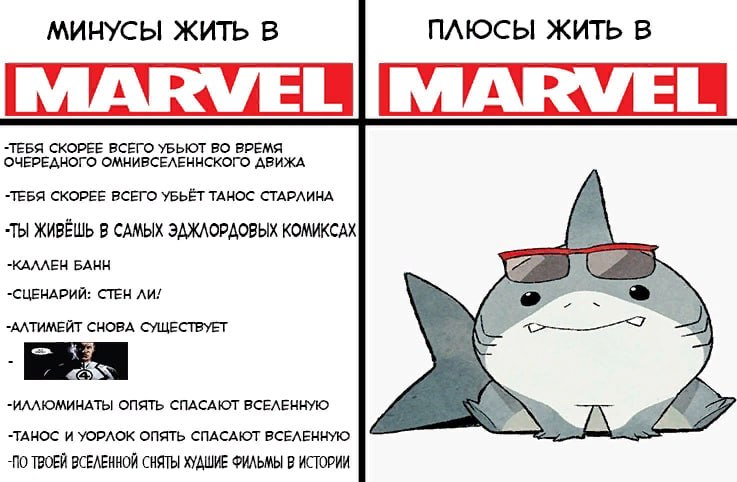 МИНУСЫ ЖИТЬ В
MARVEL
-ТЕБЯ СКОРЕЕ ВСЕГО УБЬЮТ ВО ВРЕМЯ
ОЧЕРЕДНОГО ОМНИВСЕЛЕННСКОГО ДВИЖА
-ТЕБЯ СКОРЕЕ ВСЕГО УБЬЁТ ТАНОС СТАРЛИНА
-ТЫ ЖИВЁШЬ В САМЫХ ЭДЖЛОРДОВЫХ КОМИКСАХ
-КАЛЛЕН БАНН
-СЦЕНАРИЙ: СТЕН ЛИ!
-АЛТИМЕЙТ СНОВА СУЩЕСТВУЕТ
-
4
-ИЛЛЮМИНАТЫ ОПЯТЬ СПАСАЮТ ВСЕЛЕННУЮ
-ТАНОС И УОРЛОК ОПЯТЬ СПАСАЮТ ВСЕЛЕННУЮ
-ПО ТВОЕЙ ВСЕЛЕННОЙ СНЯТЫ ХУДШИЕ ФИЛЬМЫ В ИСТОРИИ
ПЛЮСЫ ЖИТЬ В
MARVEL